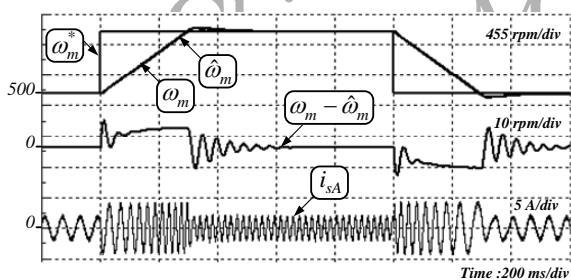 ω*m
455 rpm/div
ω̂m
ωm
500
ωm − ω̂m
10 rpm/div
0
isA
5 A/div
0
Time :200 ms/div